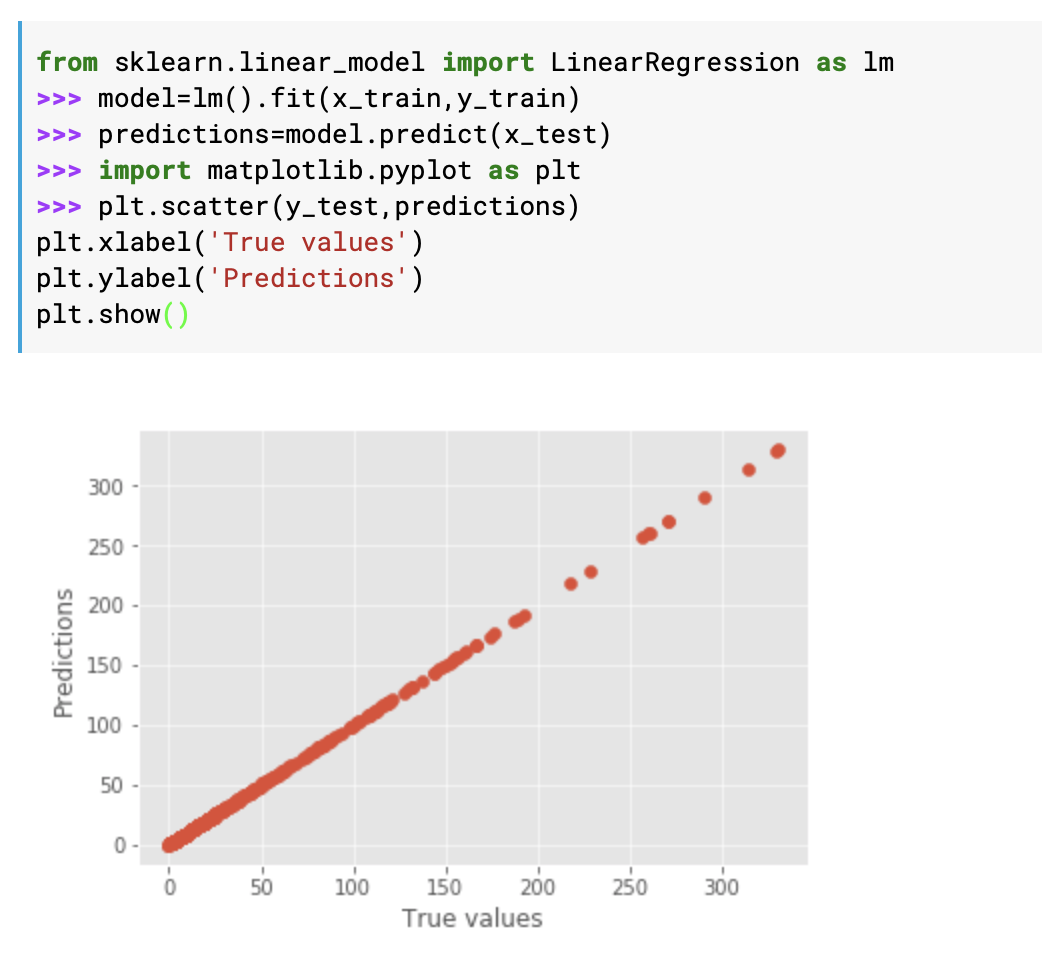 from sklearn.linear_model import LinearRegression as lm
>>> model=lm().fit(x_train,y_train)
>>> predictions=model.predict(x_test)
>>> import matplotlib.pyplot as plt
>>> plt.scatter(y_test,predictions)
plt.xlabel('True values')
plt.ylabel('Predictions')
plt.show()
300
250
200
150
100
50
0
Predictions
0 50 100 150 200 250 300
True values